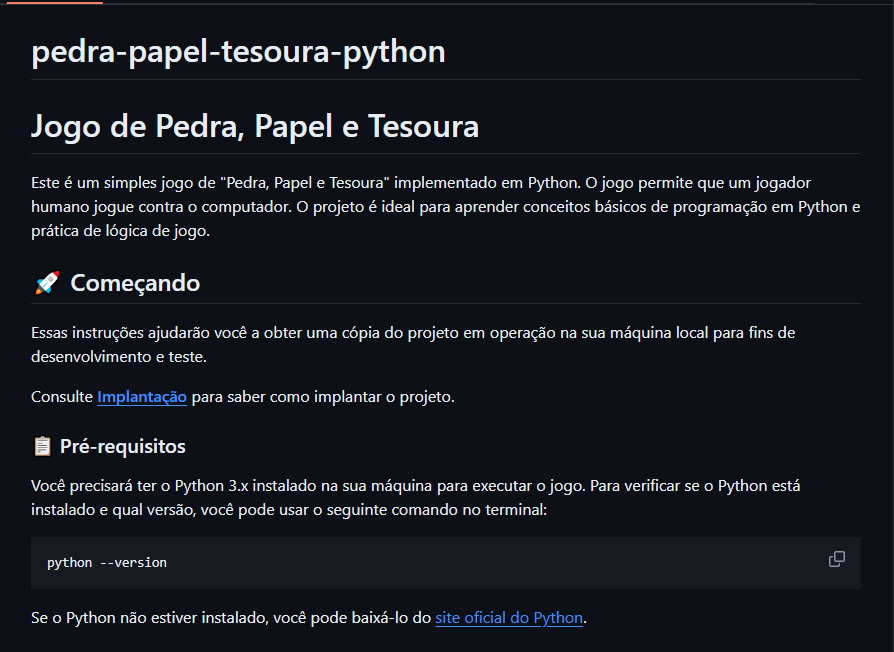 pedra-papel-tesoura-python
Jogo de Pedra, Papel e Tesoura
Este é um simples jogo de "Pedra, Papel e Tesoura" implementado em Python. O jogo permite que um jogador
humano jogue contra o computador. O projeto é ideal para aprender conceitos básicos de programação em Python e
prática de lógica de jogo.
🚀 Começando
Essas instruções ajudarão você a obter uma cópia do projeto em operação na sua máquina local para fins de
desenvolvimento e teste.
Consulte Implantação para saber como implantar o projeto.
📋 Pré-requisitos
Você precisará ter o Python 3.x instalado na sua máquina para executar o jogo. Para verificar se o Python está
instalado e qual versão, você pode usar o seguinte comando no terminal:
python --version
Se o Python não estiver instalado, você pode baixá-lo do site oficial do Python.